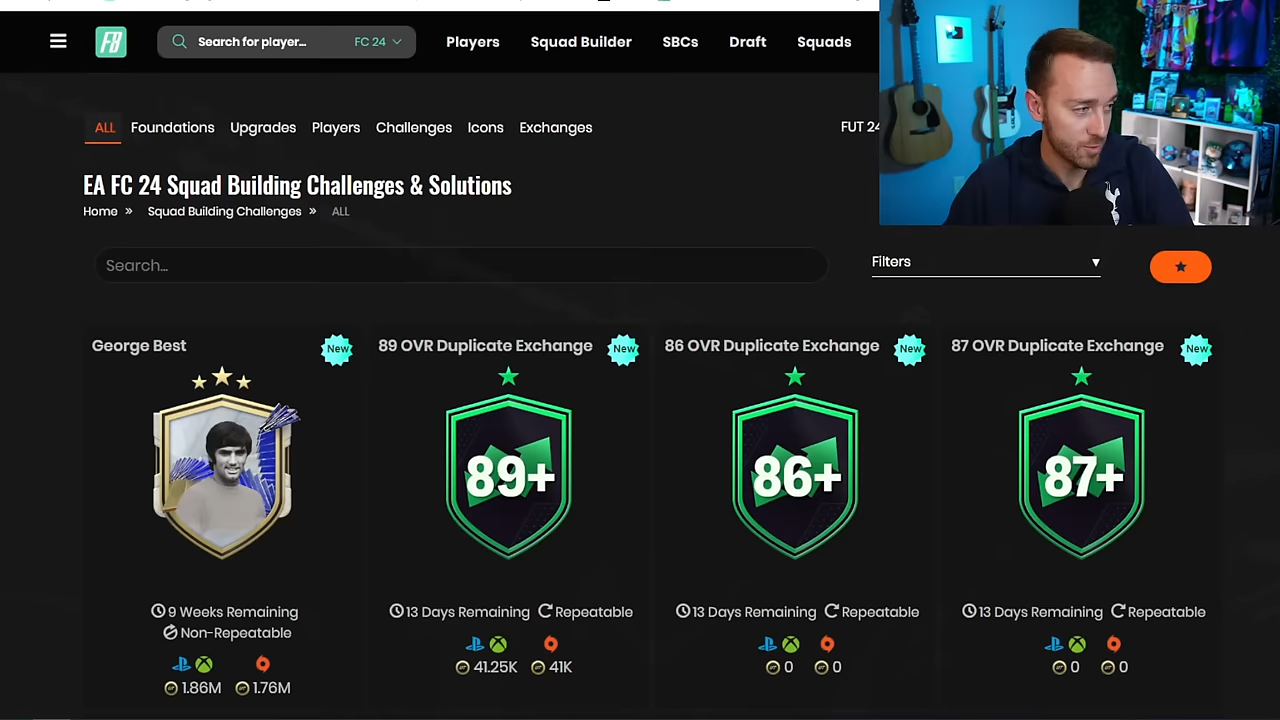 FB
Search for player...
FC 24
Players
Squad Builder
SBCs
Draft
Squads
ALL
Foundations
Upgrades
Players
Challenges
Icons
Exchanges
FUT 24
EA FC 24 Squad Building Challenges & Solutions
Home » Squad Building Challenges » ALL
Search...
Filters
George Best
New
89 OVR Duplicate Exchange
New
86 OVR Duplicate Exchange
New
87 OVR Duplicate Exchange
New
89+
86+
87+
9 Weeks Remaining
Non-Repeatable
1.86M
1.76M
13 Days Remaining
Repeatable
41.25K
41K
13 Days Remaining
Repeatable
0
0
13 Days Remaining
Repeatable
0
0